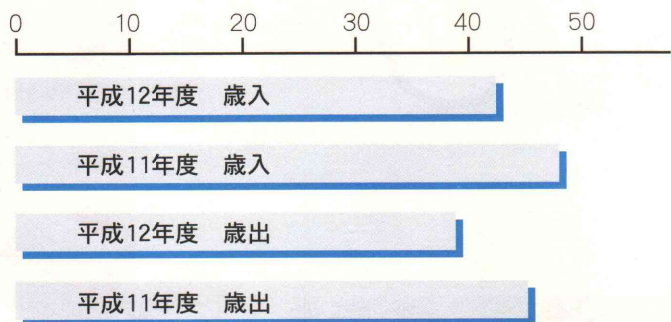 0 10 20 30 40 50
平成12年度 歳入
平成11年度 歳入
平成12年度 歳出
平成11年度 歳出